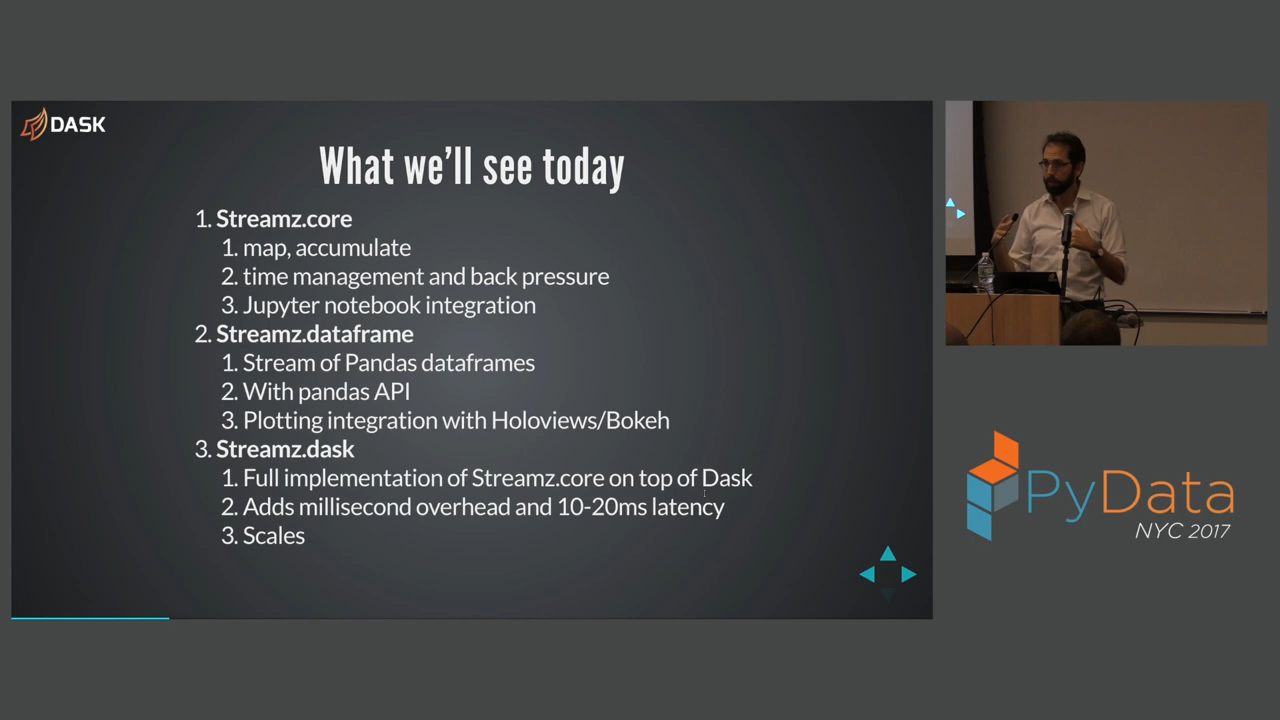 DASK
What we'll see today
1. Streamz.core
1. map, accumulate
2. time management and back pressure
3. Jupyter notebook integration
2. Streamz.dataframe
1. Stream of Pandas dataframes
2. With pandas API
3. Plotting integration with Holoviews/Bokeh
3. Streamz.dask
1. Full implementation of Streamz.core on top of Dask
2. Adds millisecond overhead and 10-20ms latency
3. Scales
PyData
NYC 2017